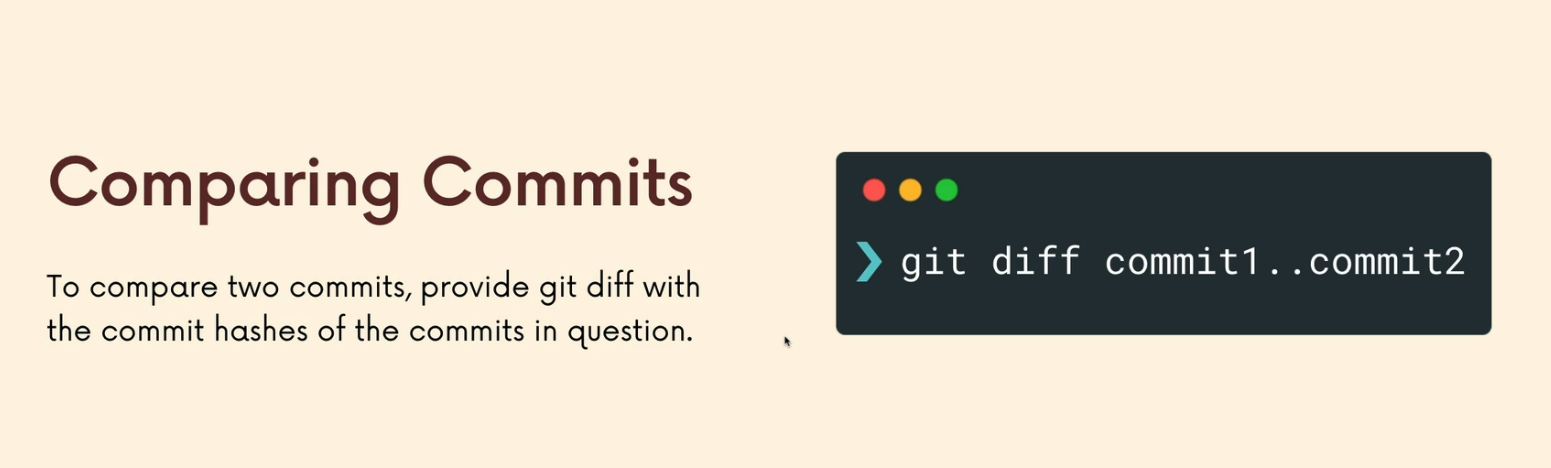 Comparing Commits
To compare two commits, provide git diff with
the commit hashes of the commits in question.
❯ git diff commit1..commit2